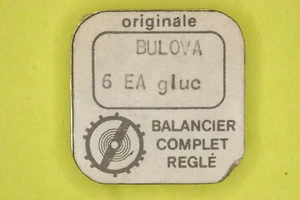 originale
BULOVA
6 EA gluc
BALANCIER
COMPLET
REGLÉ